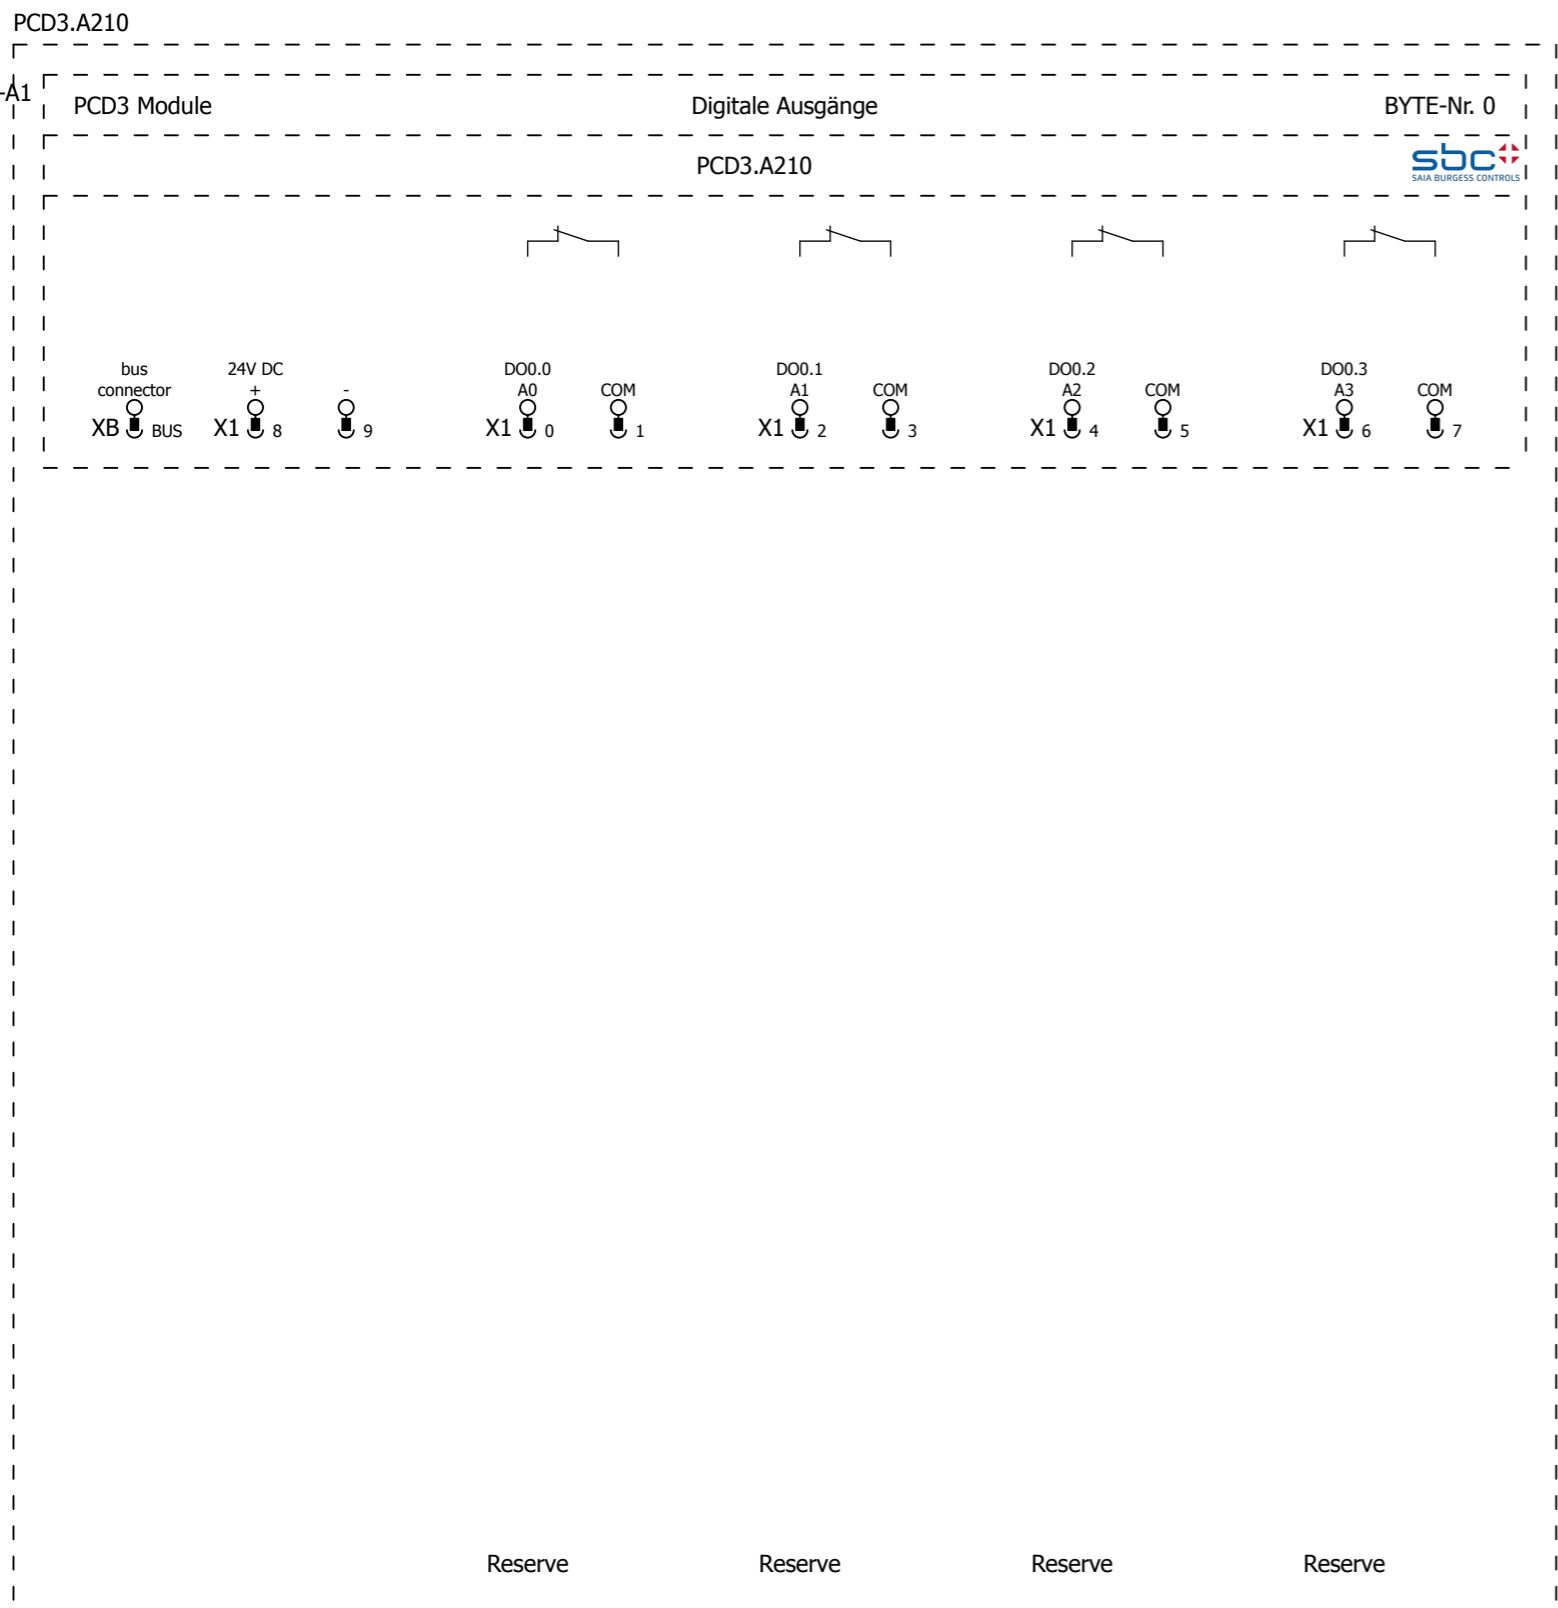 PCD3.A210
-A1
PCD3 Module Digitale Ausgänge BYTE-Nr. 0
PCD3.A210
sbc
SAIA BURGESS CONTROLS
bus 24V DC DO0.0 DO0.1 DO0.2 DO0.3
connector + - A0 COM A1 COM A2 COM A3 COM
XB BUS X1 8 9 X1 0 1 X1 2 3 X1 4 5 X1 6 7
Reserve Reserve Reserve Reserve